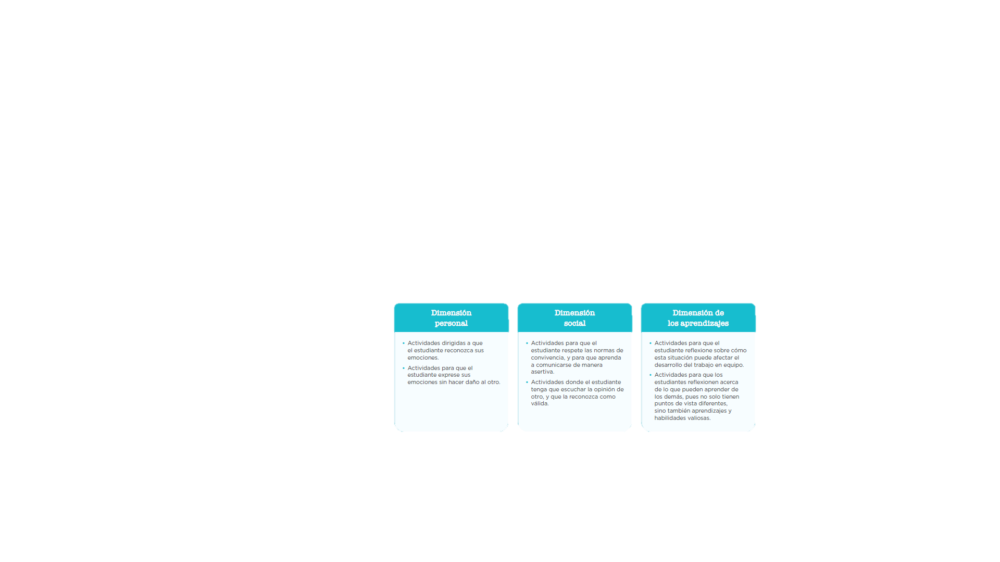 Dimensión
personal
• Actividades dirigidas a que
el estudiante reconozca sus
emociones.
• Actividades para que el
estudiante exprese sus
emociones sin hacer daño al otro.
Dimensión
social
• Actividades para que el
estudiante respete las normas de
convivencia, y para que aprenda
a comunicarse de manera
asertiva.
• Actividades donde el estudiante
tenga que escuchar la opinión de
otro, y que la reconozca como
válida.
Dimensión de
los aprendizajes
• Actividades para que el
estudiante reflexione sobre cómo
esta situación puede afectar el
desarrollo del trabajo en equipo.
• Actividades para que los
estudiantes reflexionen acerca
de lo que pueden aprender de
los demás, pues no solo tienen
puntos de vista diferentes,
sino también aprendizajes y
habilidades valiosas.